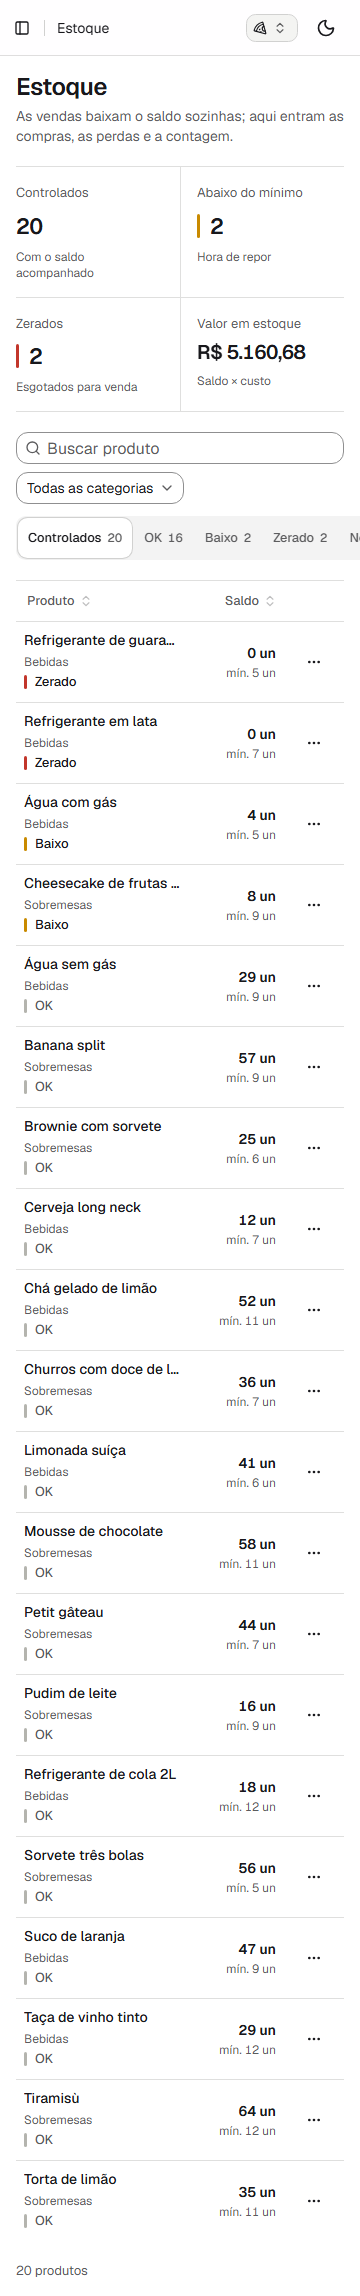 Estoque
Estoque
As vendas baixam o saldo sozinhas; aqui entram as
compras, as perdas e a contagem.
Controlados
20
Com o saldo
acompanhado
Abaixo do mínimo
2
Hora de repor
Zerados
2
Esgotados para venda
Valor em estoque
R$ 5.160,68
Saldo × custo
Buscar produto
Todas as categorias
Controlados 20 OK 16 Baixo 2 Zerado 2
Produto Saldo
Refrigerante de guara...
Bebidas
Zerado
0 un
mín. 5 un
Refrigerante em lata
Bebidas
Zerado
0 un
mín. 7 un
Água com gás
Bebidas
Baixo
4 un
mín. 5 un
Cheesecake de frutas ...
Sobremesas
Baixo
8 un
mín. 9 un
Água sem gás
Bebidas
OK
29 un
mín. 9 un
Banana split
Sobremesas
OK
57 un
mín. 9 un
Brownie com sorvete
Sobremesas
OK
25 un
mín. 6 un
Cerveja long neck
Bebidas
OK
12 un
mín. 7 un
Chá gelado de limão
Bebidas
OK
52 un
mín. 11 un
Churros com doce de l...
Sobremesas
OK
36 un
mín. 7 un
Limonada suíça
Bebidas
OK
41 un
mín. 6 un
Mousse de chocolate
Sobremesas
OK
58 un
mín. 11 un
Petit gâteau
Sobremesas
OK
44 un
mín. 7 un
Pudim de leite
Sobremesas
OK
16 un
mín. 9 un
Refrigerante de cola 2L
Bebidas
OK
18 un
mín. 12 un
Sorvete três bolas
Sobremesas
OK
56 un
mín. 5 un
Suco de laranja
Bebidas
OK
47 un
mín. 9 un
Taça de vinho tinto
Bebidas
OK
29 un
mín. 12 un
Tiramisù
Sobremesas
OK
64 un
mín. 12 un
Torta de limão
Sobremesas
OK
35 un
mín. 11 un
20 produtos